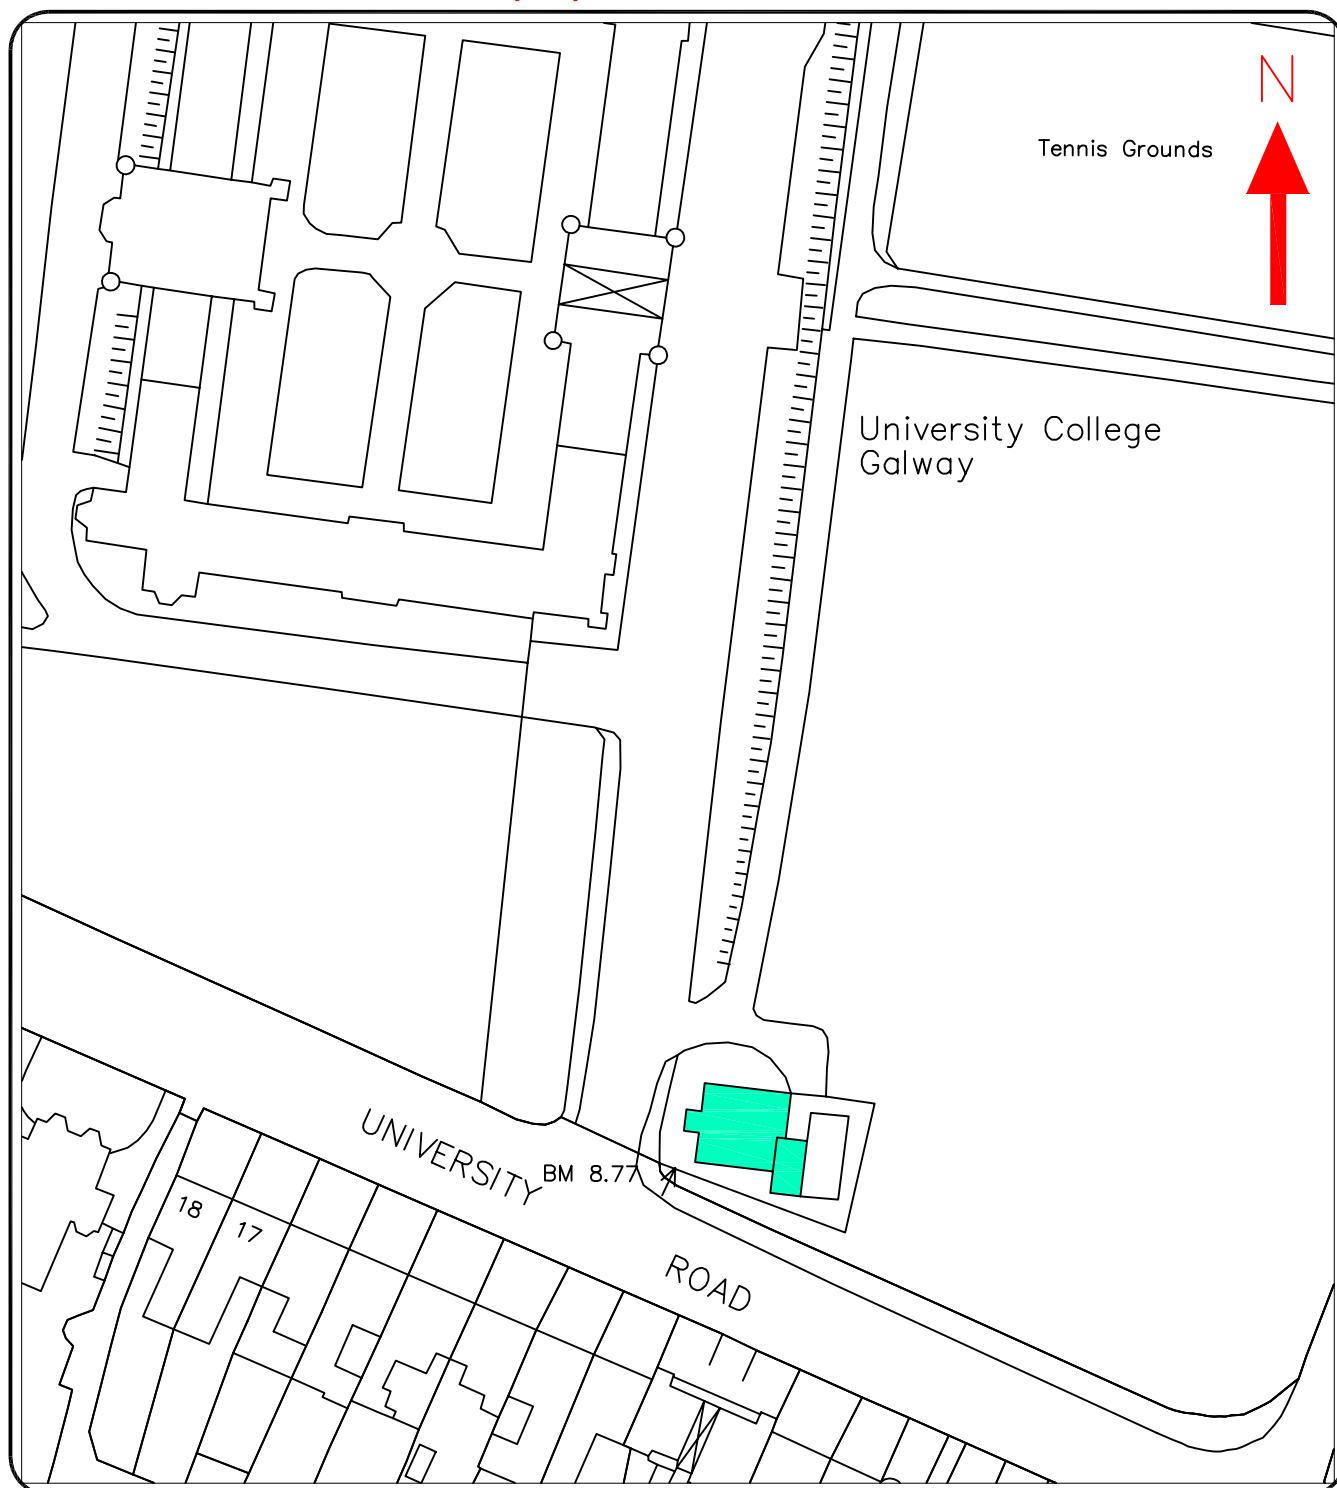 N
Tennis Grounds
University College
Galway
UNIVERSITY
BM 8.77
18
17
ROAD